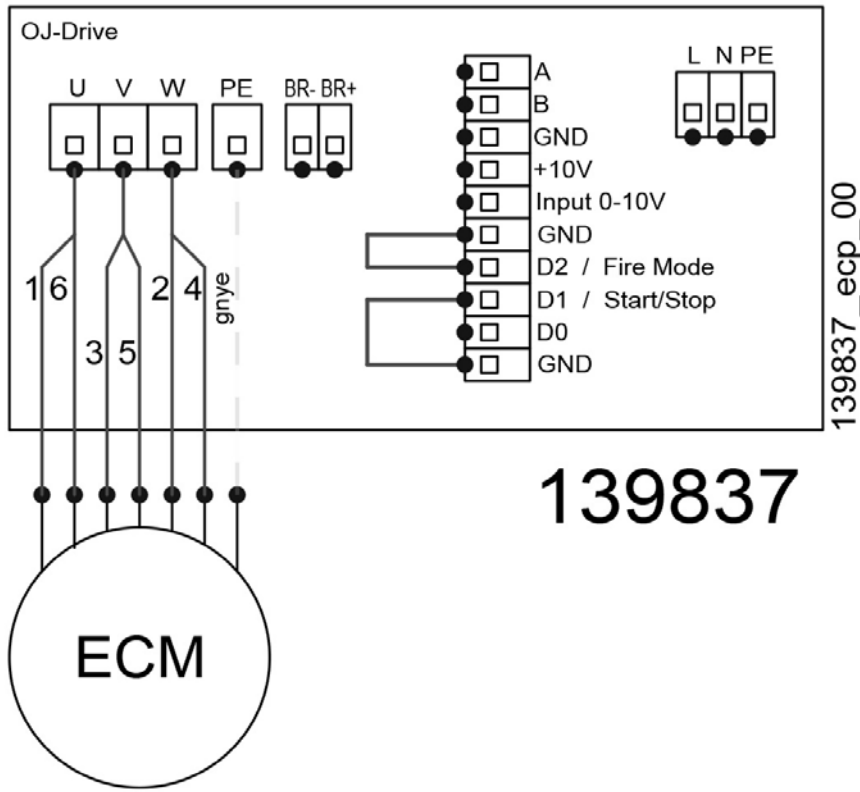 OJ-Drive
U V W PE BR- BR+
L N PE
A
B
GND
+10V
Input 0-10V
GND
D2 / Fire Mode
D1 / Start/Stop
D0
GND
1 6 3 5 2 4 gnye
139837_ecp_00
139837
ECM